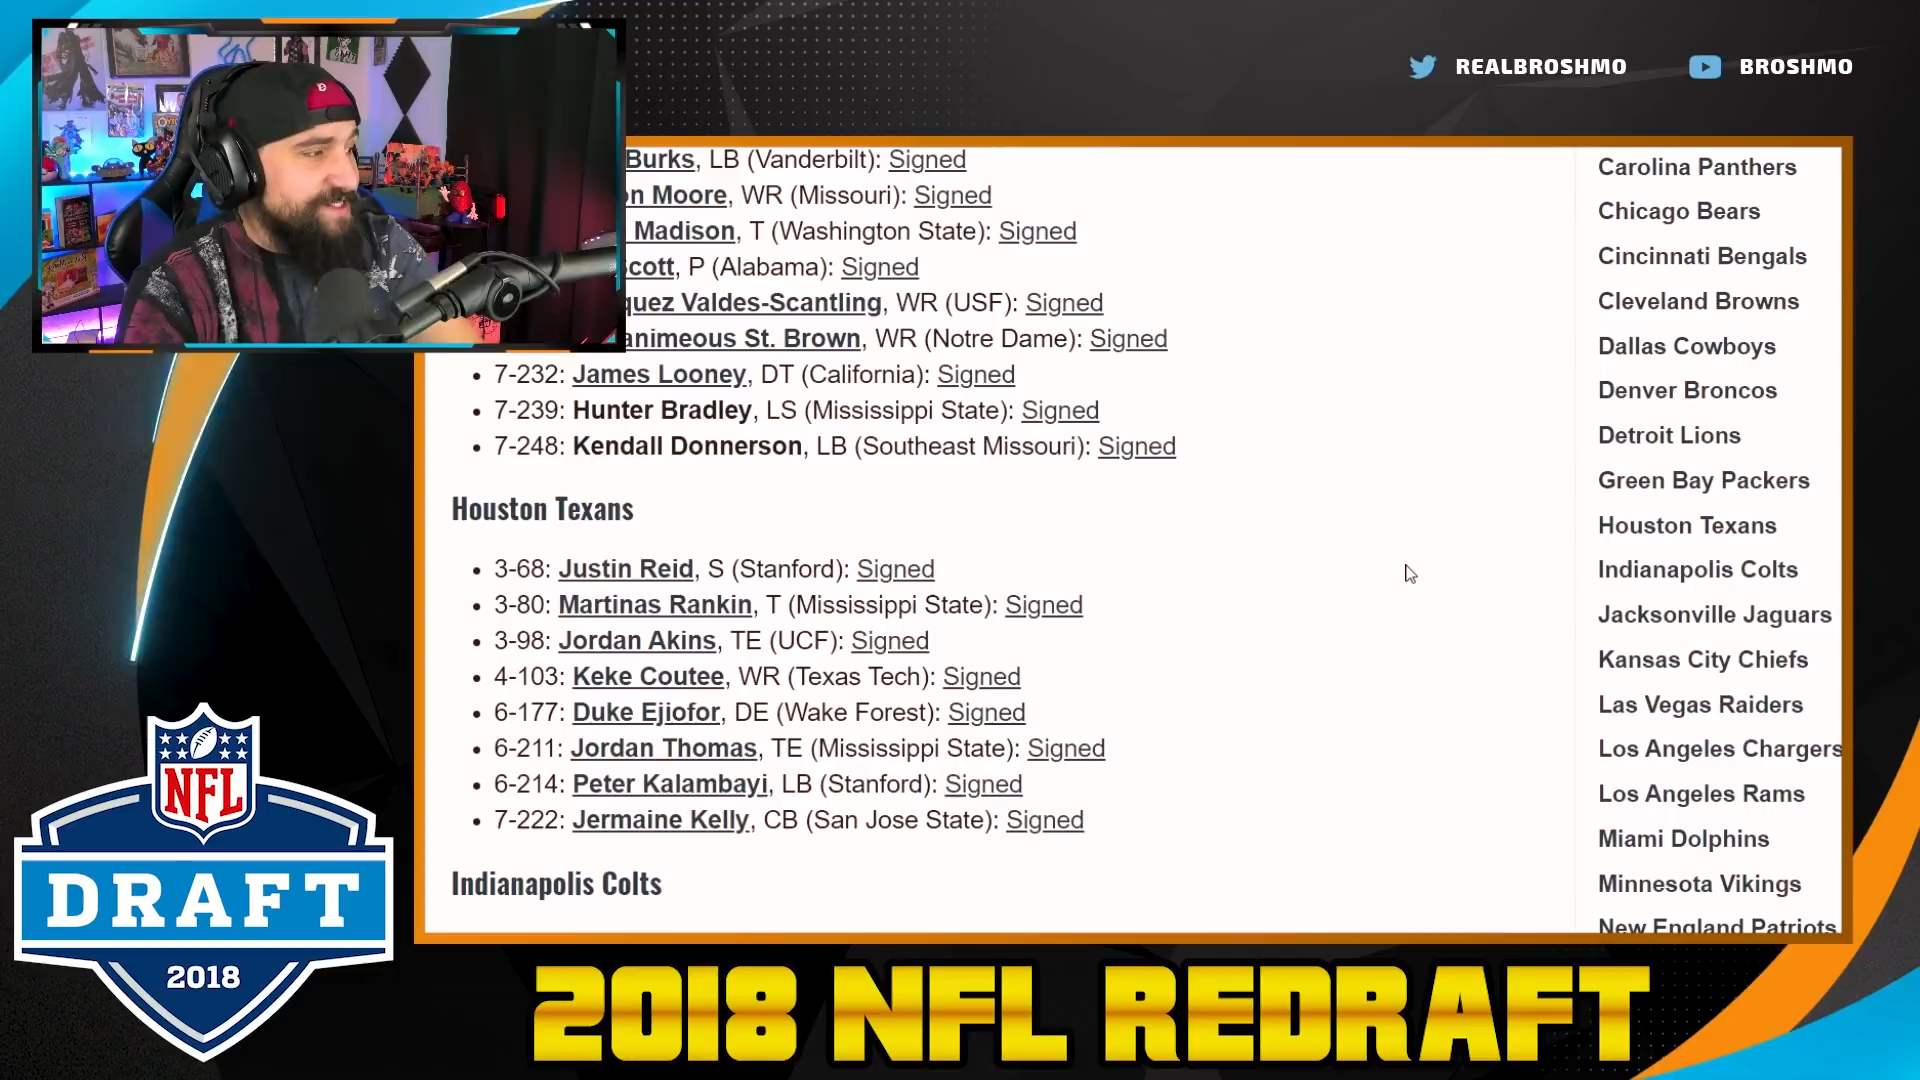 REALBROSHMO
BROSHMO
Burks, LB (Vanderbilt): Signed
on Moore, WR (Missouri): Signed
Madison, T (Washington State): Signed
cott, P (Alabama): Signed
quez Valdes-Scantling, WR (USF): Signed
animeous St. Brown, WR (Notre Dame): Signed
• 7-232: James Looney, DT (California): Signed
• 7-239: Hunter Bradley, LS (Mississippi State): Signed
• 7-248: Kendall Donnerson, LB (Southeast Missouri): Signed
Houston Texans
• 3-68: Justin Reid, S (Stanford): Signed
• 3-80: Martinas Rankin, T (Mississippi State): Signed
• 3-98: Jordan Akins, TE (UCF): Signed
• 4-103: Keke Coutee, WR (Texas Tech): Signed
• 6-177: Duke Ejiofor, DE (Wake Forest): Signed
• 6-211: Jordan Thomas, TE (Mississippi State): Signed
• 6-214: Peter Kalambayi, LB (Stanford): Signed
• 7-222: Jermaine Kelly, CB (San Jose State): Signed
Indianapolis Colts
Carolina Panthers
Chicago Bears
Cincinnati Bengals
Cleveland Browns
Dallas Cowboys
Denver Broncos
Detroit Lions
Green Bay Packers
Houston Texans
Indianapolis Colts
Jacksonville Jaguars
Kansas City Chiefs
Las Vegas Raiders
Los Angeles Chargers
Los Angeles Rams
Miami Dolphins
Minnesota Vikings
New England Patriots
NFL
DRAFT
2018
2018 NFL REDRAFT